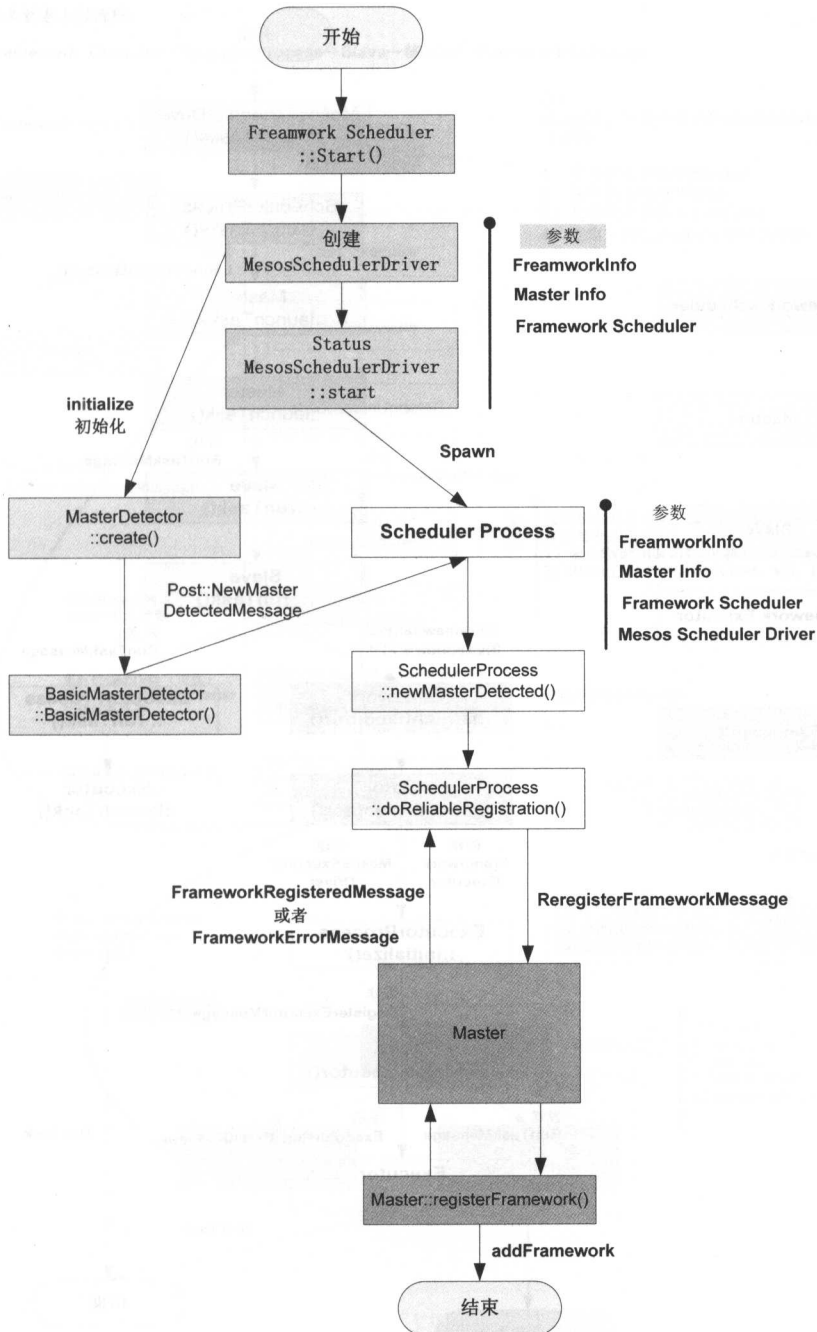 开始
Freamwork Scheduler
::Start()
创建
MesosSchedulerDriver
参数
FreamworkInfo
Master Info
Framework Scheduler
Status
MesosSchedulerDriver
::start
initialize
初始化
Spawn
MasterDetector
::create()
Scheduler Process
参数
FreamworkInfo
Master Info
Framework Scheduler
Mesos Scheduler Driver
Post::NewMaster
DetectedMessage
BasicMasterDetector
::BasicMasterDetector()
SchedulerProcess
::newMasterDetected()
SchedulerProcess
::doReliableRegistration()
FrameworkRegisteredMessage
或者
FrameworkErrorMessage
ReregisterFrameworkMessage
Master
Master::registerFramework()
addFramework
结束